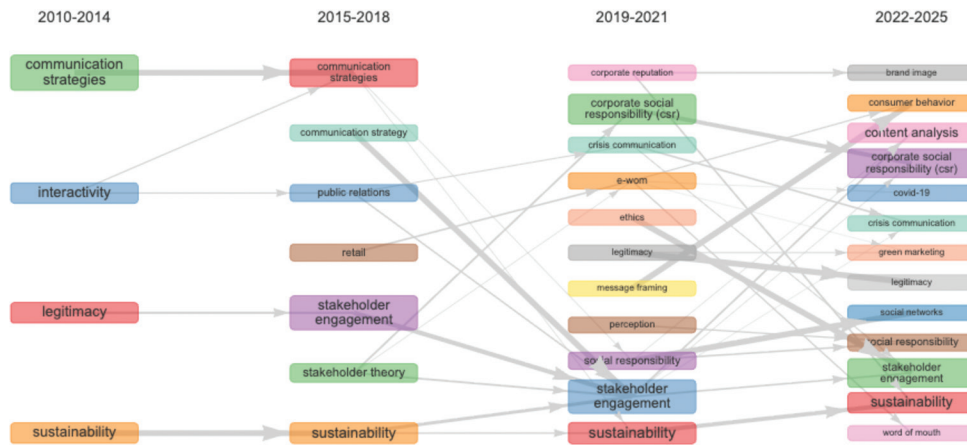 2010-2014
communication
strategies
interactivity
legitimacy
sustainability
2015-2018
communication
strategies
communication strategy
public relations
retail
stakeholder
engagement
stakeholder theory
sustainability
2019-2021
corporate reputation
corporate social
responsibility (csr)
crisis communication
e-wom
ethics
legitimacy
message framing
perception
social responsibility
stakeholder
engagement
sustainability
2022-2025
brand image
consumer behavior
content analysis
corporate social
responsibility (csr)
covid-19
crisis communication
green marketing
legitimacy
social networks
social responsibility
stakeholder
engagement
sustainability
word of mouth